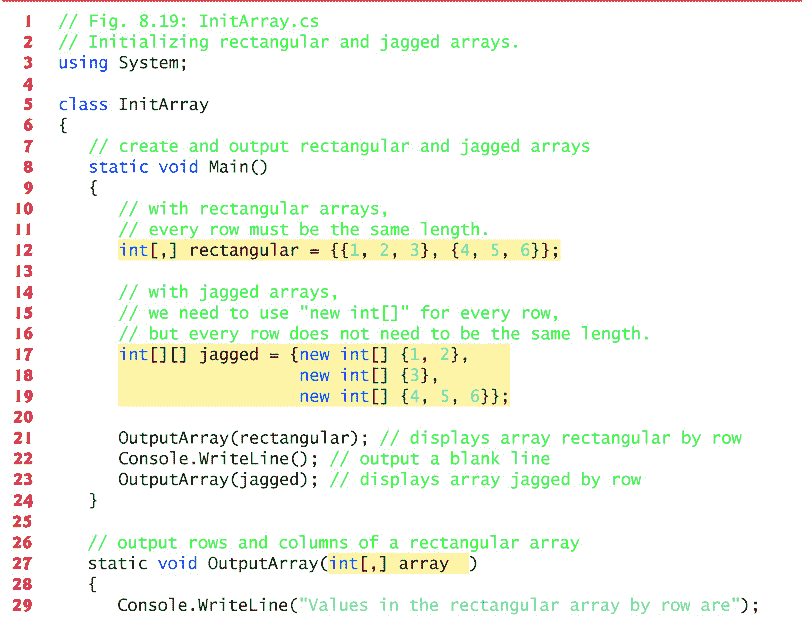 1 // Fig. 8.19: InitArray.cs
2 // Initializing rectangular and jagged arrays.
3 using System;
4
5 class InitArray
6 {
7 // create and output rectangular and jagged arrays
8 static void Main()
9 {
10 // with rectangular arrays,
11 // every row must be the same length.
12 int[,] rectangular = {{1, 2, 3}, {4, 5, 6}};
13
14 // with jagged arrays,
15 // we need to use "new int[]" for every row,
16 // but every row does not need to be the same length.
17 int[][] jagged = {new int[] {1, 2},
18 new int[] {3},
19 new int[] {4, 5, 6}};
20
21 OutputArray(rectangular); // displays array rectangular by row
22 Console.WriteLine(); // output a blank line
23 OutputArray(jagged); // displays array jagged by row
24 }
25
26 // output rows and columns of a rectangular array
27 static void OutputArray(int[,] array )
28 {
29 Console.WriteLine("Values in the rectangular array by row are");